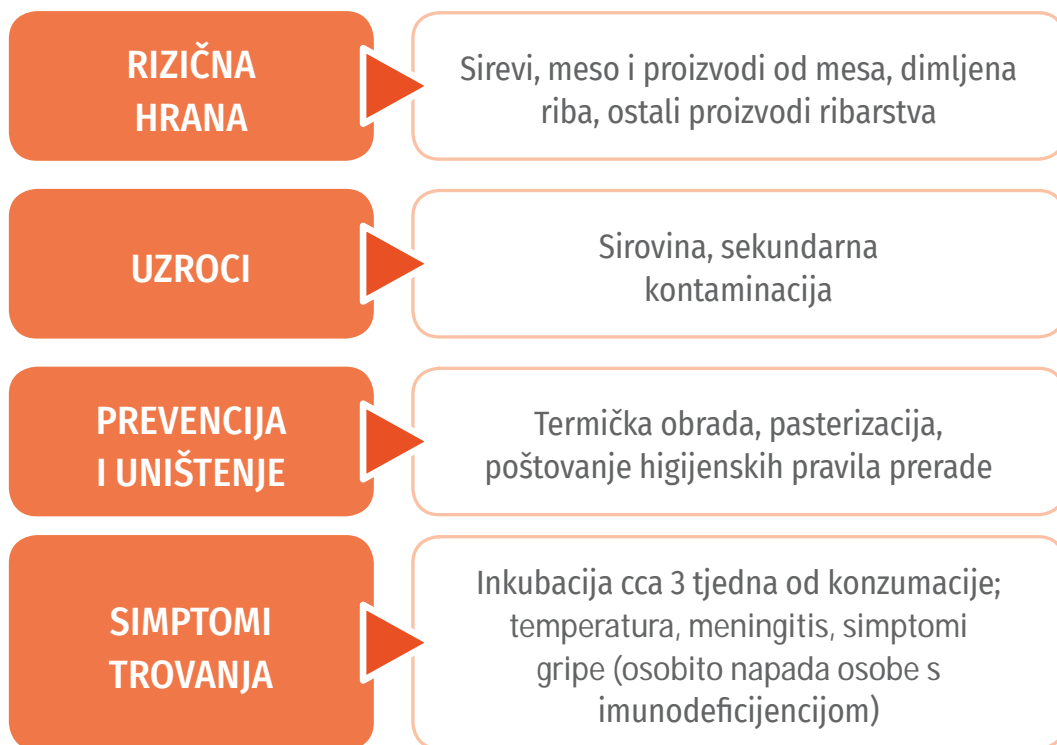 RIZIČNA
HRANA
Sirevi, meso i proizvodi od mesa, dimljena
riba, ostali proizvodi ribarstva
UZROCI
Sirovina, sekundarna
kontaminacija
PREVENCIJA
I UNIŠTENJE
Termička obrada, pasterizacija,
poštovanje higijenskih pravila prerade
SIMPTOMI
TROVANJA
Inkubacija cca 3 tjedna od konzumacije;
temperatura, meningitis, simptomi
gripe (osobito napada osobe s
imunodeficijencijom)